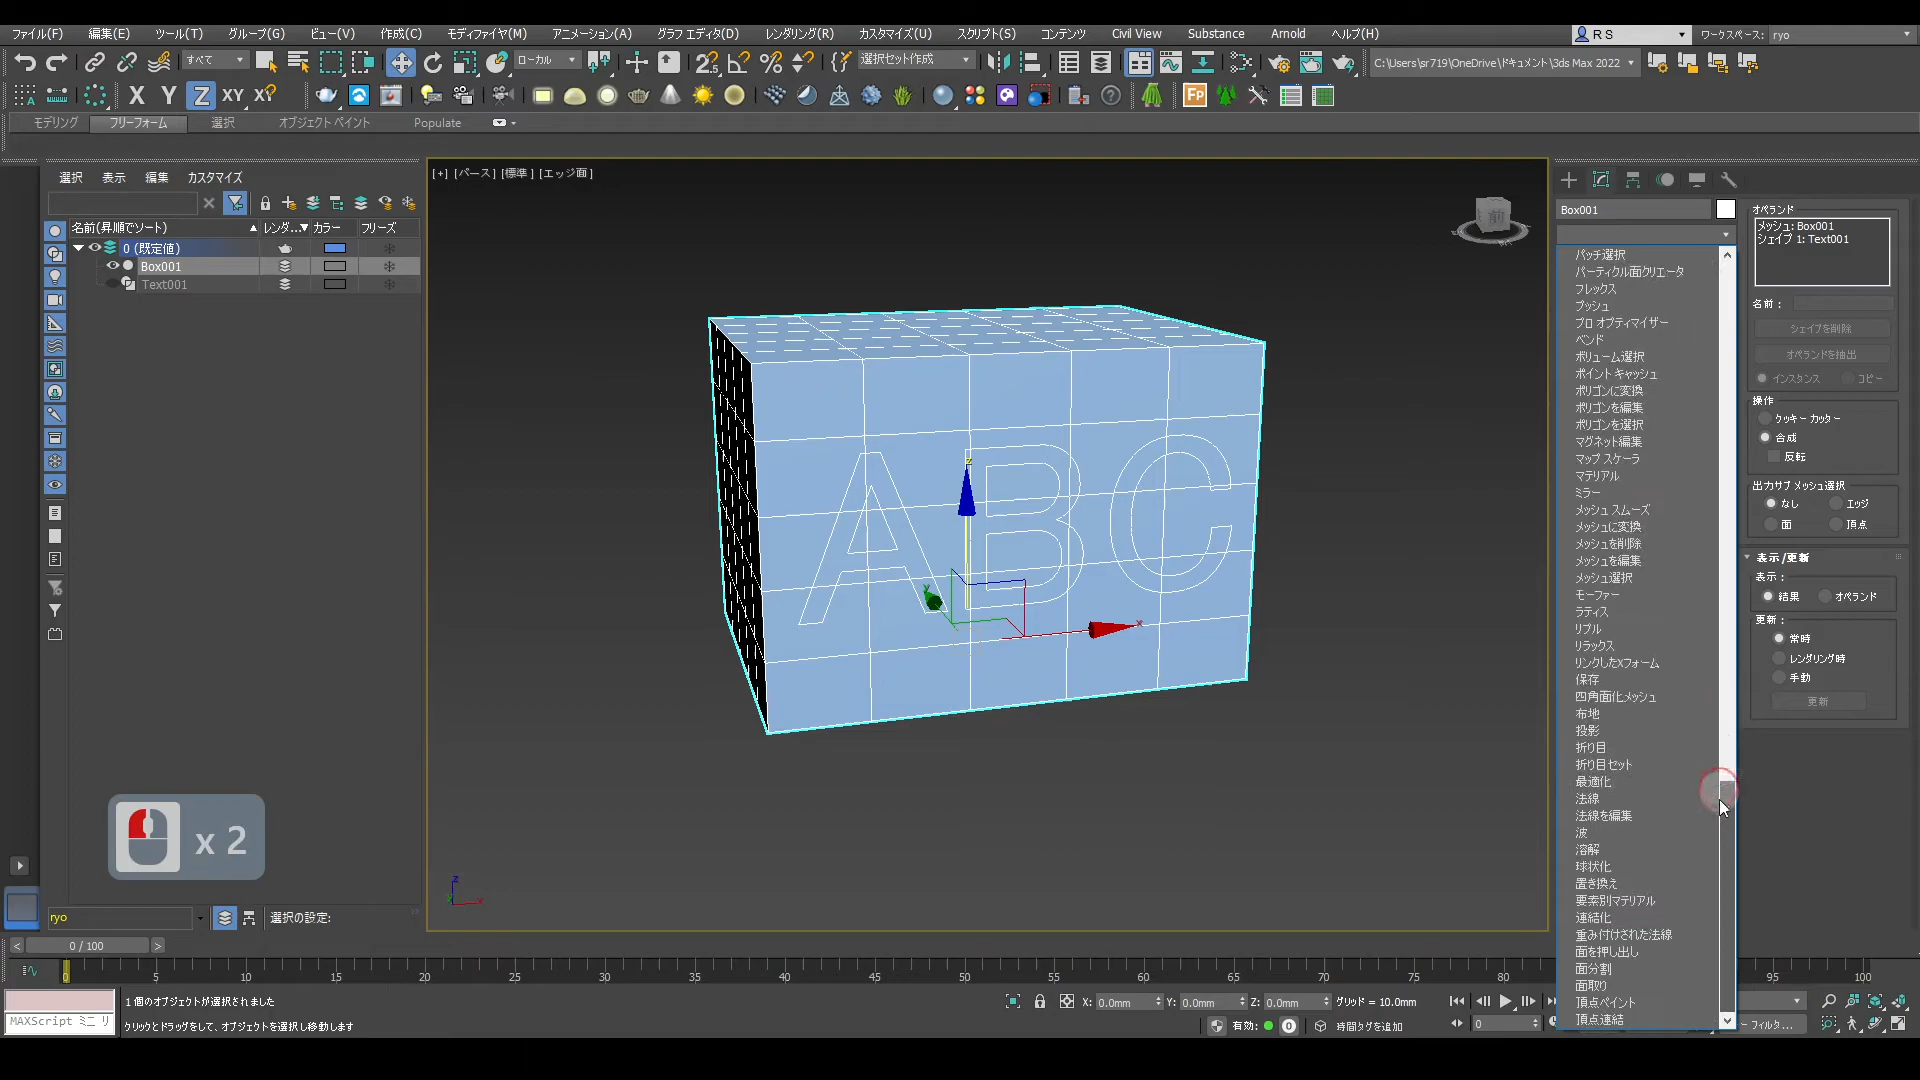 ファイル(F) 編集(E) ツール(T) グループ(G) ビュー(V) 作成(C) モディファイヤ(M) アニメーション(A) グラフ エディタ(D) レンダリング(R) カスタマイズ(U) スクリプト(S) コンテンツ Civil View Substance Arnold ヘルプ(H) R S ワークスペース: ryo
すべて ローカル 選択セット作成 C:\Users\sr719\OneDrive\ドキュメント\3ds Max 2022
X Y Z XY
モデリング フリーフォーム 選択 オブジェクト ペイント Populate
選択 表示 編集 カスタマイズ
名前(昇順でソート) レンダ... カラー フリーズ
0 (既定値)
Box001
Text001
[+] [パース] [標準] [エッジ面]
前
ABC
z
y
x
z
x
x 2
Box001
パッチ選択
パーティクル面クリエータ
フレックス
プッシュ
プロ オプティマイザー
ベンド
ボリューム選択
ポイント キャッシュ
ポリゴンに変換
ポリゴンを編集
ポリゴンを選択
マグネット編集
マップ スケーラ
マテリアル
ミラー
メッシュ スムーズ
メッシュに変換
メッシュを削除
メッシュを編集
メッシュ選択
モーファー
ラティス
リプル
リラックス
リンクしたXフォーム
保存
四角面化メッシュ
布地
投影
折り目
折り目セット
最適化
法線
法線を編集
波
溶解
球状化
置き換え
要素別マテリアル
連結化
重み付けされた法線
面を押し出し
面分割
面取り
頂点ペイント
頂点連結
オペランド
メッシュ: Box001
シェイプ 1: Text001
名前:
シェイプを削除
オペランドを抽出
インスタンス コピー
操作
クッキー カッター
合成
反転
出力サブメッシュ選択
なし エッジ
面 頂点
表示/更新
表示:
結果 オペランド
更新:
常時
レンダリング時
手動
更新
ryo 選択の設定:
0 / 100
0 5 10 15 20 25 30 35 40 45 50 55 60 65 70 75 80 95 100
1 個のオブジェクトが選択されました X: 0.0mm Y: 0.0mm Z: 0.0mm グリッド = 10.0mm
MAXScript ミニ リ クリックとドラッグをして、オブジェクトを選択し移動します 有効: 時間タグを追加 0 ー フィルタ...